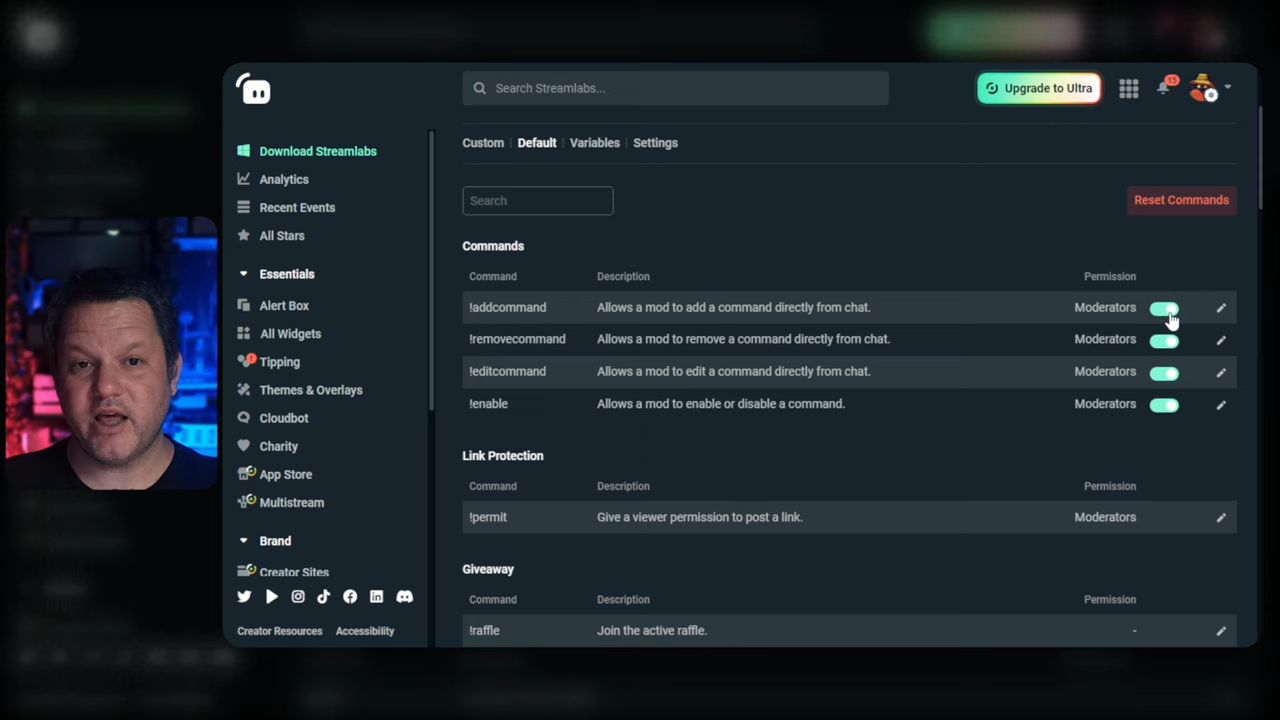 Search Streamlabs...
Upgrade to Ultra
15
Download Streamlabs
Analytics
Recent Events
All Stars
Essentials
Alert Box
All Widgets
Tipping
Themes & Overlays
Cloudbot
Charity
App Store
Multistream
Brand
Creator Sites
Creator Resources Accessibility
Custom | Default | Variables | Settings
Search
Reset Commands
Commands
Command Description Permission
!addcommand Allows a mod to add a command directly from chat. Moderators
!removecommand Allows a mod to remove a command directly from chat. Moderators
!editcommand Allows a mod to edit a command directly from chat. Moderators
!enable Allows a mod to enable or disable a command. Moderators
Link Protection
Command Description Permission
!permit Give a viewer permission to post a link. Moderators
Giveaway
Command Description Permission
!raffle Join the active raffle. -